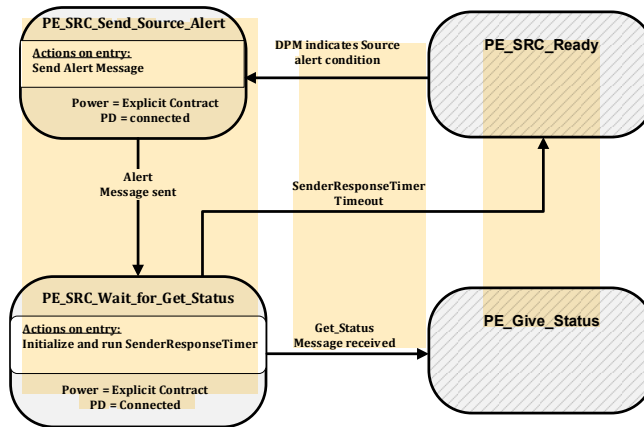 PE_SRC_Send_Source_Alert
Actions on entry:
Send Alert Message
Power = Explicit Contract
PD = connected
DPM indicates Source
alert condition
PE_SRC_Ready
Alert
Message sent
SenderResponseTimer
Timeout
PE_SRC_Wait_for_Get_Status
Actions on entry:
Initialize and run SenderResponseTimer
Power = Explicit Contract
PD = Connected
Get_Status
Message received
PE_Give_Status